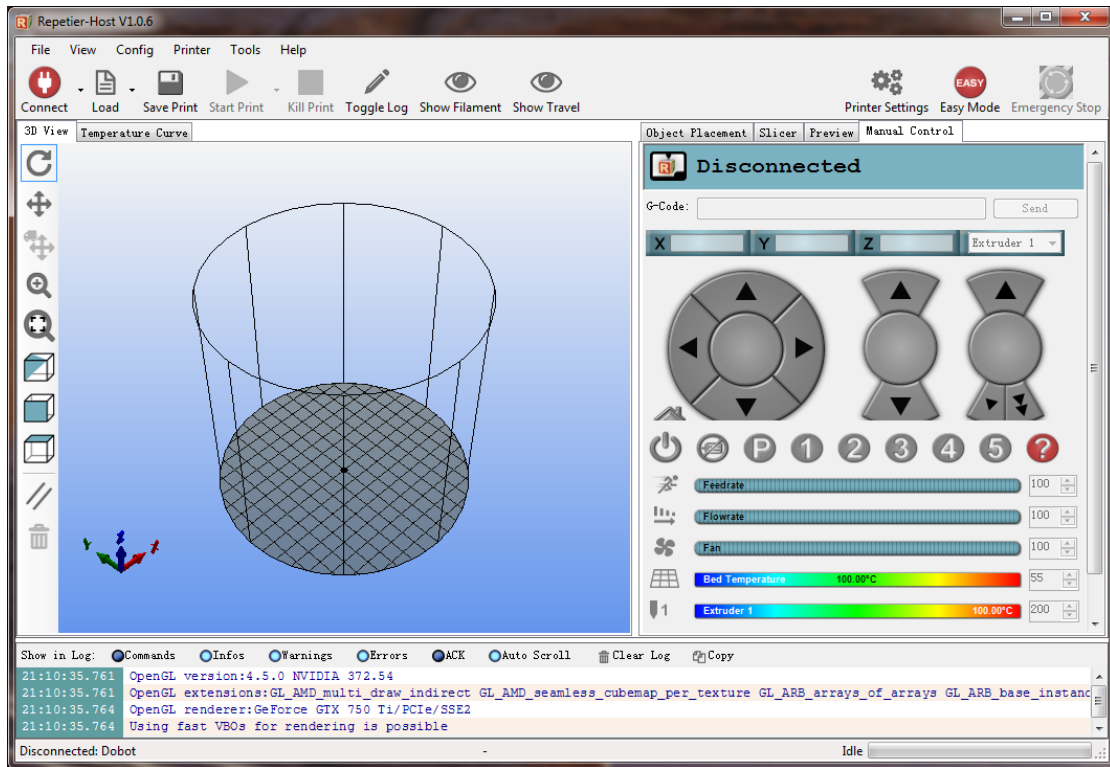 Repetier-Host V1.0.6
File View Config Printer Tools Help
Connect Load Save Print Start Print Kill Print Toggle Log Show Filament Show Travel Printer Settings EASY Easy Mode Emergency Stop
3D View Temperature Curve Object Placement Slicer Preview Manual Control
R Disconnected
G-Code: Send
X Y Z Extruder 1
P 1 2 3 4 5 ?
Feedrate 100
Flowrate 100
Fan 100
Bed Temperature 100.00°C 55
1 Extruder 1 100.00°C 200
Y Z X
Show in Log: Commands Infos Warnings Errors ACK Auto Scroll Clear Log Copy
21:10:35.761 OpenGL version:4.5.0 NVIDIA 372.54
21:10:35.761 OpenGL extensions:GL_AMD_multi_draw_indirect GL_AMD_seamless_cubemap_per_texture GL_ARB_arrays_of_arrays GL_ARB_base_instanc
21:10:35.764 OpenGL renderer:GeForce GTX 750 Ti/PCIe/SSE2
21:10:35.764 Using fast VBOs for rendering is possible
Disconnected: Dobot - Idle